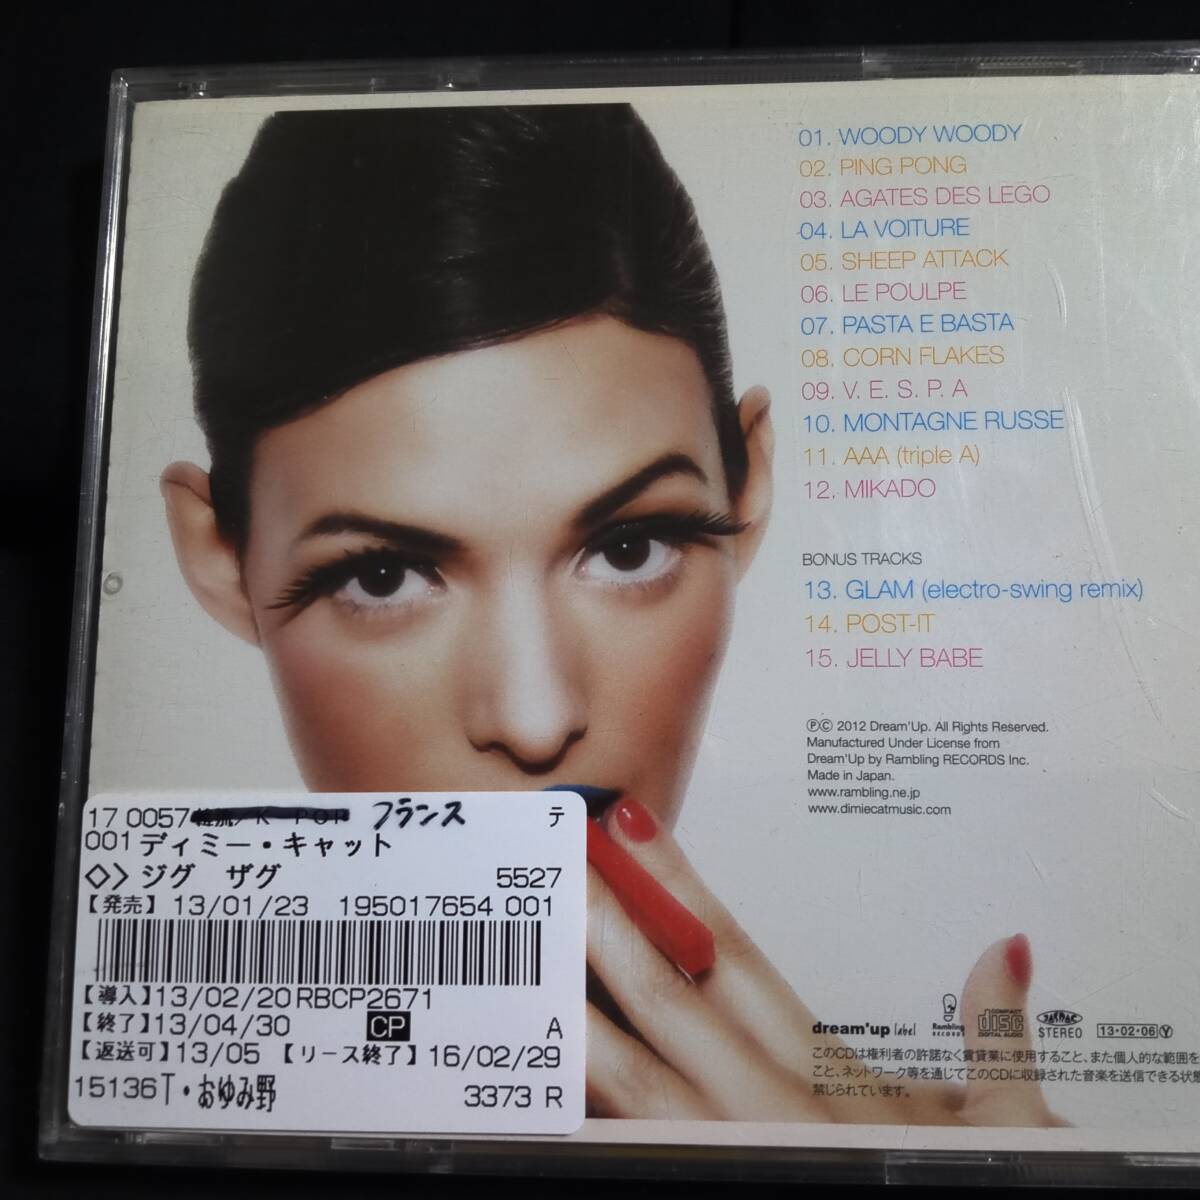 01. WOODY WOODY
02. PING PONG
03. AGATES DES LEGO
04. LA VOITURE
05. SHEEP ATTACK
06. LE POULPE
07. PASTA E BASTA
08. CORN FLAKES
09. V. E. S. P. A
10. MONTAGNE RUSSE
11. AAA (triple A)
12. MIKADO
BONUS TRACKS
13. GLAM (electro-swing remix)
14. POST-IT
15. JELLY BABE
ⓅⒸ 2012 Dream'Up. All Rights Reserved.
Manufactured Under License from
Dream'Up by Rambling RECORDS Inc.
Made in Japan.
www.rambling.ne.jp
www.dimiecatmusic.com
17 0057 フランス テ
001 ディミー・キャット
ジグ ザグ 5527
【発売】 13/01/23 195017654 001
【導入】13/02/20 RBCP2671
【終了】13/04/30 CP A
【返送可】13/05 【リース終了】 16/02/29
15136 T・おゆみ野 3373 R
dream'up label Rambling RECORDS COMPACT disc DIGITAL AUDIO STEREO 13・02・06 Ⓨ
このCDは権利者の許諾なく賃貸業に使用すること、また個人的な範囲を
こと、ネットワーク等を通じてこのCDに収録された音楽を送信できる状態
禁じられています。